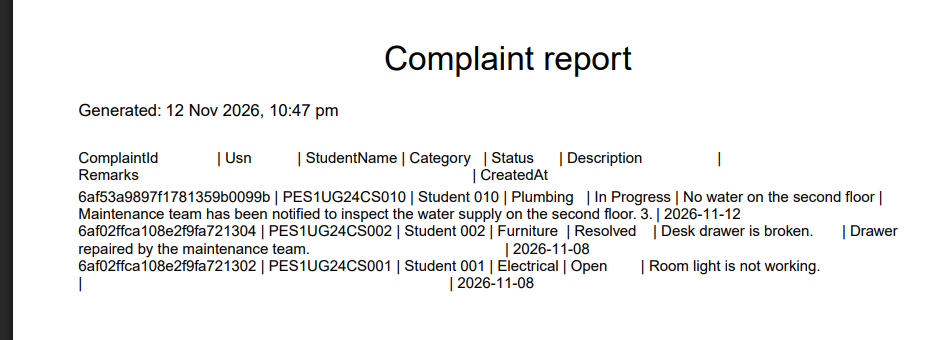 Complaint report
Generated: 12 Nov 2026, 10:47 pm
ComplaintId | Usn | StudentName | Category | Status | Description |
Remarks | CreatedAt
6af53a9897f1781359b0099b | PES1UG24CS010 | Student 010 | Plumbing | In Progress | No water on the second floor |
Maintenance team has been notified to inspect the water supply on the second floor. 3. | 2026-11-12
6af02ffca108e2f9fa721304 | PES1UG24CS002 | Student 002 | Furniture | Resolved | Desk drawer is broken. | Drawer
repaired by the maintenance team. | 2026-11-08
6af02ffca108e2f9fa721302 | PES1UG24CS001 | Student 001 | Electrical | Open | Room light is not working.
| | 2026-11-08